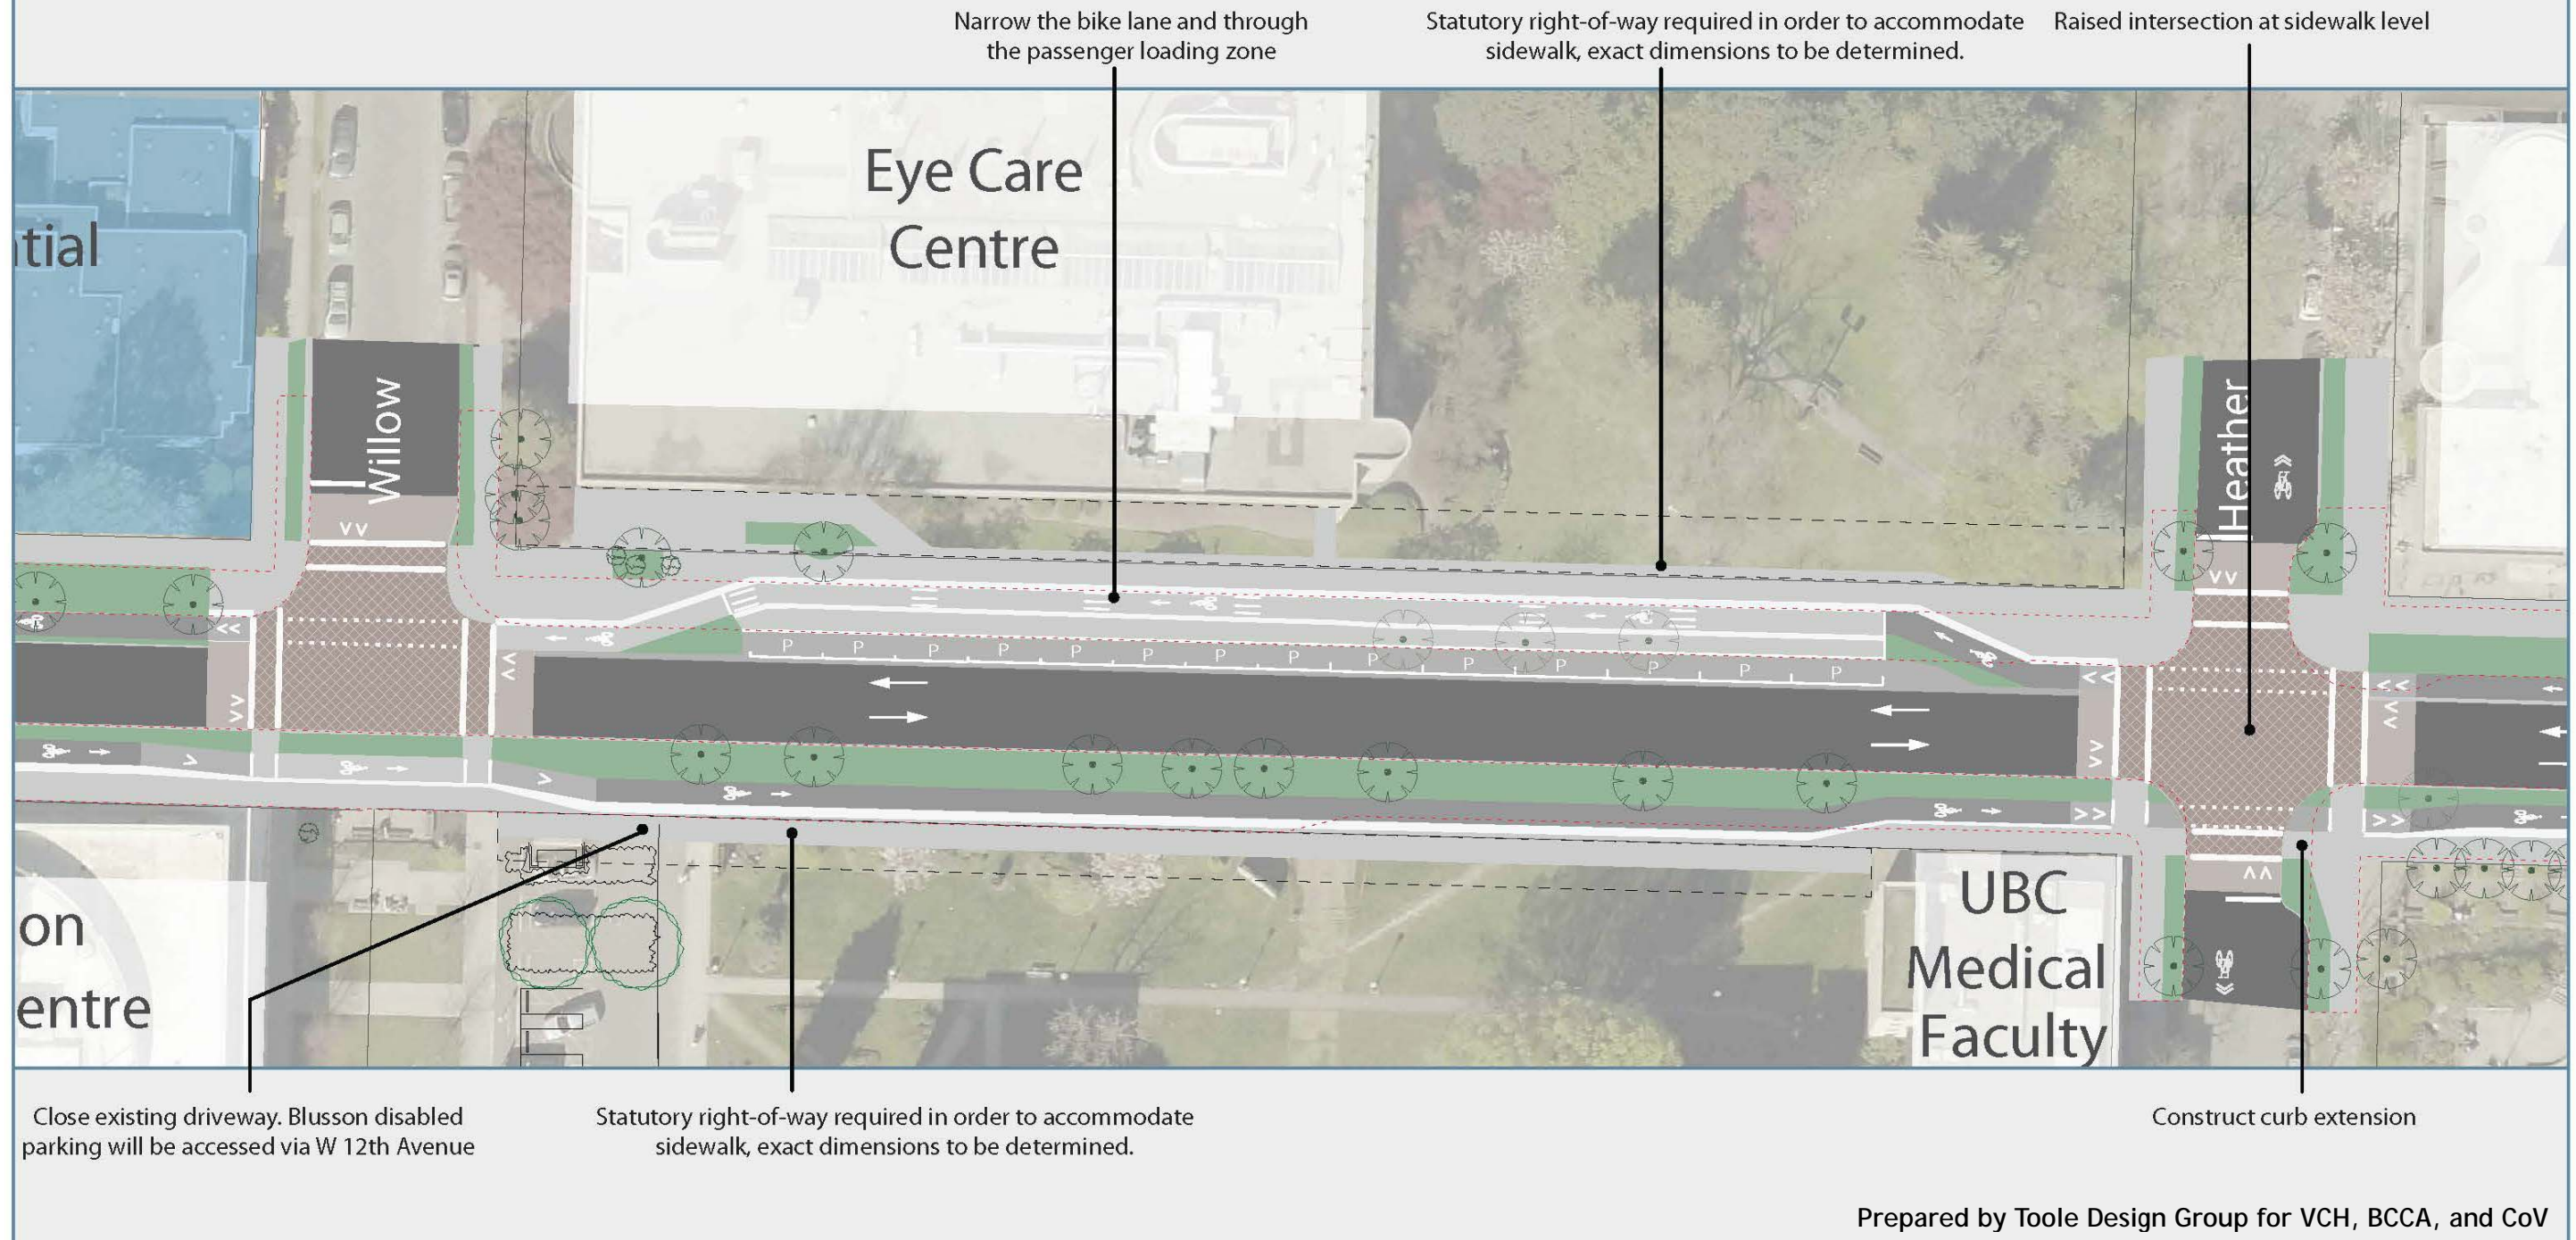 Narrow the bike lane and through
the passenger loading zone
Statutory right-of-way required in order to accommodate
sidewalk, exact dimensions to be determined.
Raised intersection at sidewalk level
Eye Care
Centre
tial
Willow
Heather
P P P P P P P P P P P P P P
on
entre
UBC
Medical
Faculty
Close existing driveway. Blusson disabled
parking will be accessed via W 12th Avenue
Statutory right-of-way required in order to accommodate
sidewalk, exact dimensions to be determined.
Construct curb extension
Prepared by Toole Design Group for VCH, BCCA, and CoV